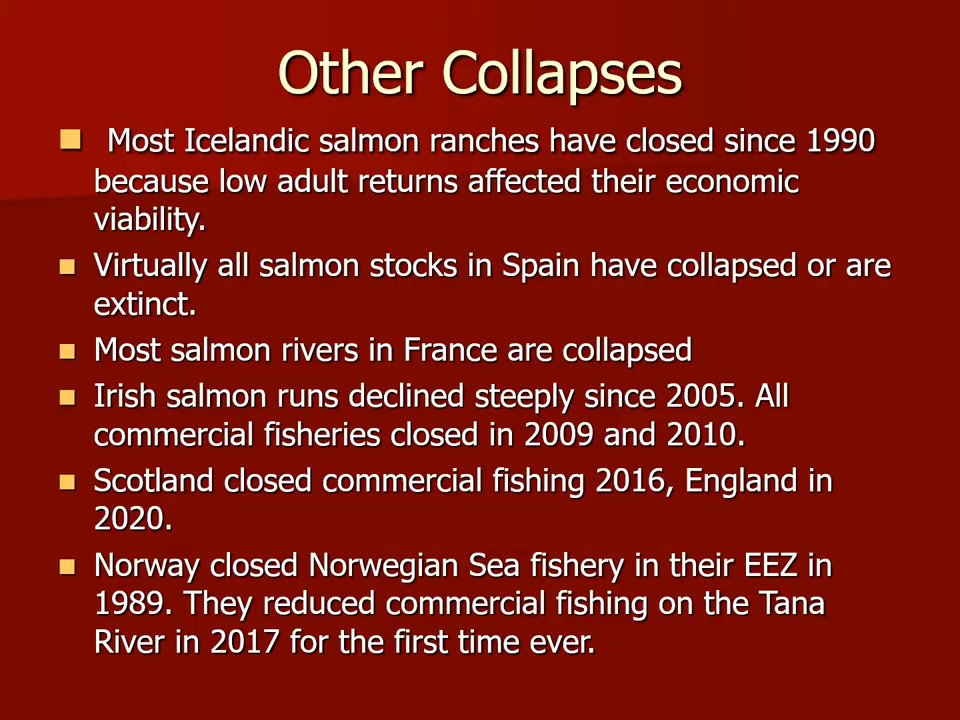 Other Collapses
Most Icelandic salmon ranches have closed since 1990
because low adult returns affected their economic
viability.
Virtually all salmon stocks in Spain have collapsed or are
extinct.
Most salmon rivers in France are collapsed
Irish salmon runs declined steeply since 2005. All
commercial fisheries closed in 2009 and 2010.
Scotland closed commercial fishing 2016, England in
2020.
Norway closed Norwegian Sea fishery in their EEZ in
1989. They reduced commercial fishing on the Tana
River in 2017 for the first time ever.